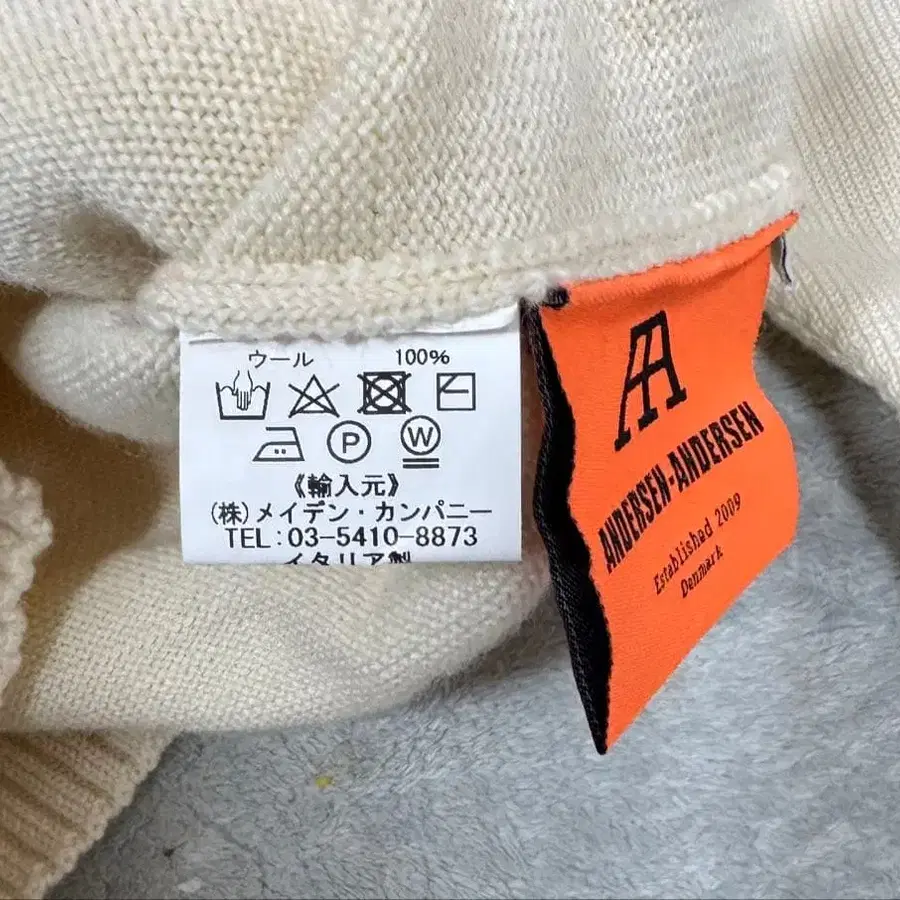 ウール 100%
P W
《輸入元》
(株)メイデン・カンパニー
TEL:03-5410-8873
イタリア製
A
ANDERSEN-ANDERSEN
Established 2009
Denmark